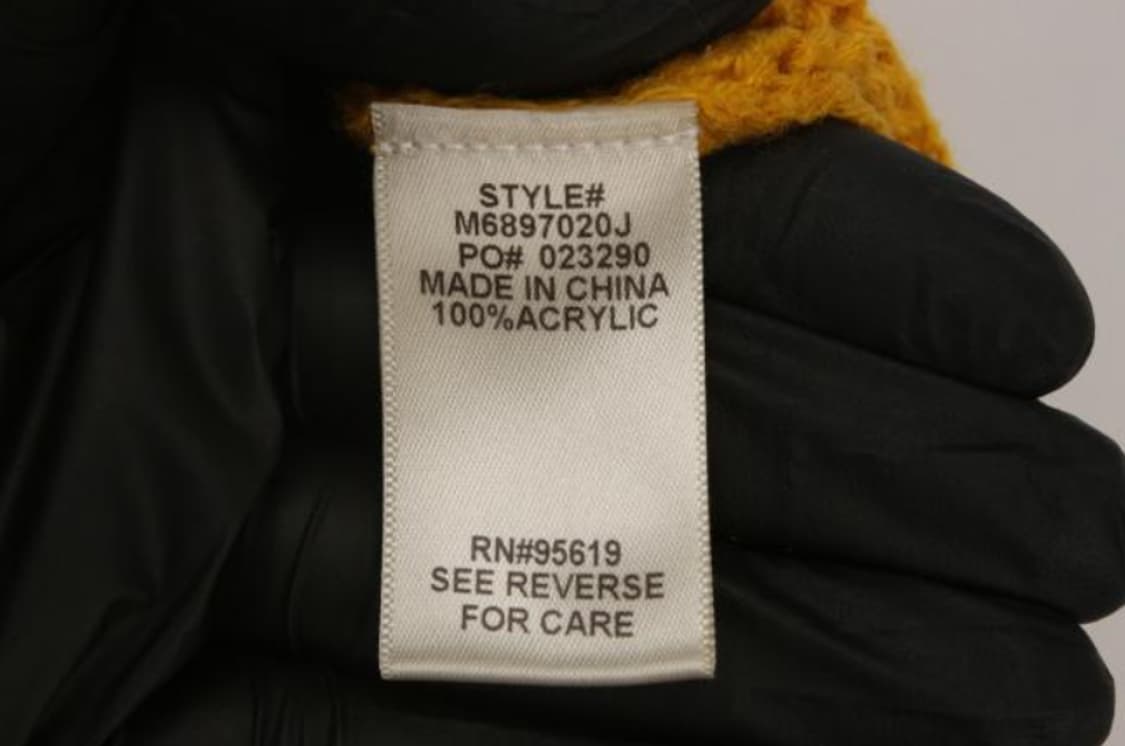 STYLE#
M6897020J
PO# 023290
MADE IN CHINA
100%ACRYLIC
RN#95619
SEE REVERSE
FOR CARE